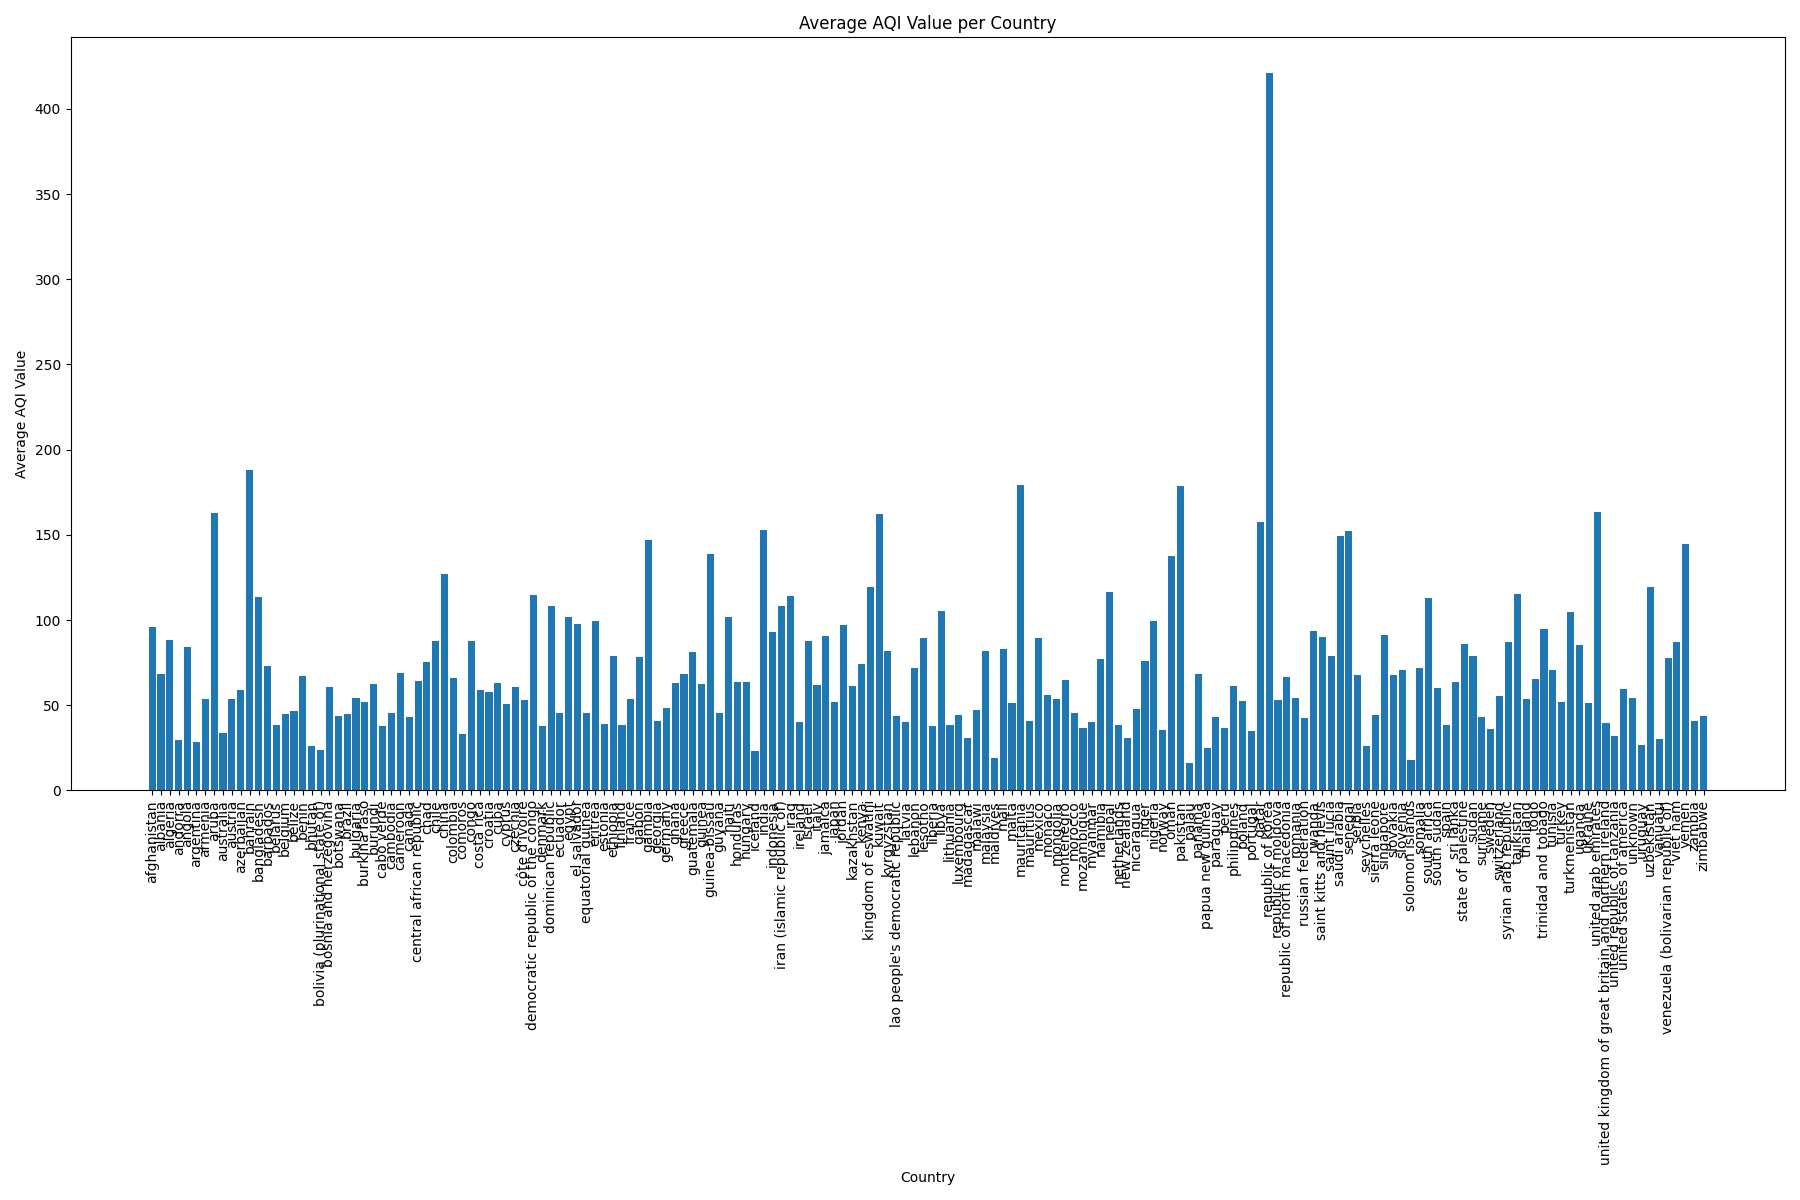 Average AQI Value per Country
Average AQI Value
400
350
300
250
200
150
100
50
0
afghanistan
albania
algeria
andorra
angola
argentina
armenia
aruba
australia
austria
azerbaijan
bahrain
bangladesh
barbados
belarus
belgium
belize
benin
bhutan
bolivia (plurinational state of)
bosnia and herzegovina
botswana
brazil
bulgaria
burkina faso
burundi
cabo verde
cambodia
cameroon
canada
central african republic
chad
chile
china
colombia
comoros
congo
costa rica
croatia
cuba
cyprus
czechia
côte d'ivoire
democratic republic of the congo
denmark
dominican republic
ecuador
egypt
el salvador
equatorial guinea
eritrea
estonia
ethiopia
finland
france
gabon
gambia
georgia
germany
ghana
greece
guatemala
guinea
guinea-bissau
guyana
haiti
honduras
hungary
iceland
india
indonesia
iran (islamic republic of)
iraq
ireland
israel
italy
jamaica
japan
jordan
kazakhstan
kenya
kingdom of eswatini
kuwait
kyrgyzstan
lao people's democratic republic
latvia
lebanon
lesotho
liberia
libya
lithuania
luxembourg
madagascar
malawi
malaysia
maldives
mali
malta
mauritania
mauritius
mexico
monaco
mongolia
montenegro
morocco
mozambique
myanmar
namibia
nepal
netherlands
new zealand
nicaragua
niger
nigeria
norway
oman
pakistan
palau
panama
papua new guinea
paraguay
peru
philippines
poland
portugal
qatar
republic of korea
republic of moldova
republic of north macedonia
romania
russian federation
rwanda
saint kitts and nevis
saint lucia
saudi arabia
senegal
serbia
seychelles
sierra leone
singapore
slovakia
slovenia
solomon islands
somalia
south africa
south sudan
spain
sri lanka
state of palestine
sudan
suriname
sweden
switzerland
syrian arab republic
tajikistan
thailand
togo
trinidad and tobago
tunisia
turkey
turkmenistan
uganda
ukraine
united arab emirates
united kingdom of great britain and northern ireland
united republic of tanzania
united states of america
unknown
uruguay
uzbekistan
vanuatu
venezuela (bolivarian republic of)
viet nam
yemen
zambia
zimbabwe
Country